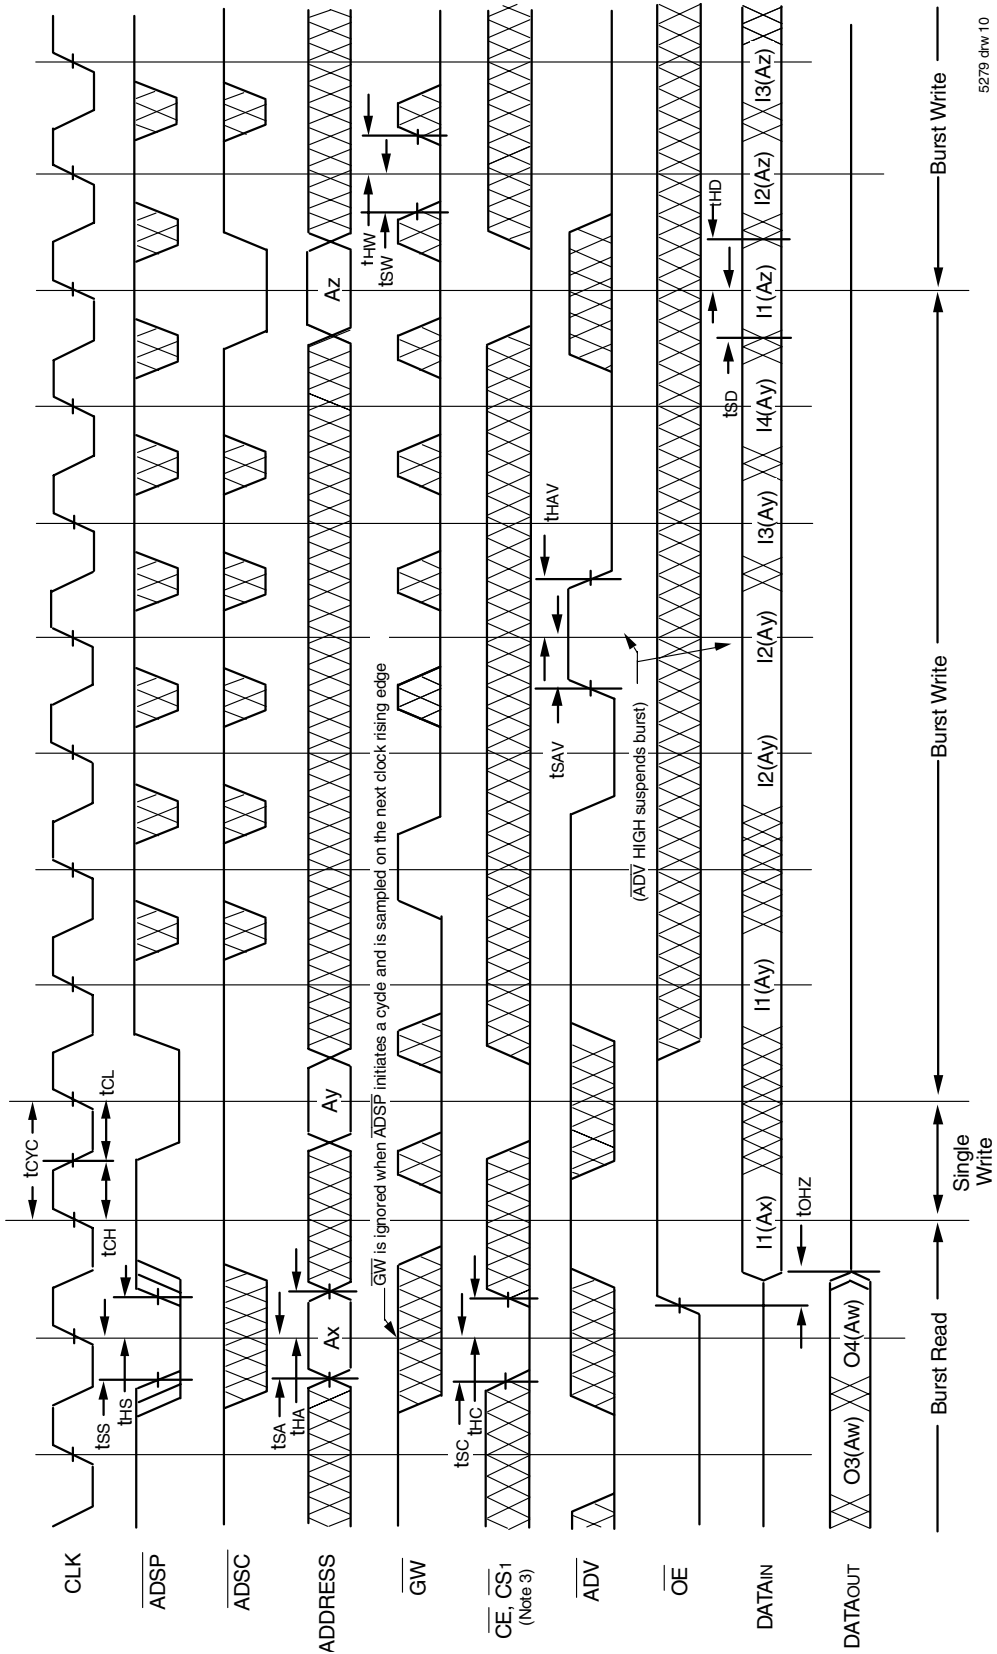 CLK
tCYC
tCH
tCL
ADSP
tSS
tHS
ADSC
ADDRESS
tSA
tHA
Ax
Ay
Az
GW
GW is ignored when ADSP initiates a cycle and is sampled on the next clock rising edge
tHW
tSW
CE, CS1
(Note 3)
tSC
tHC
ADV
tSAV
tHAV
(ADV HIGH suspends burst)
OE
DATAIN
I1(Ax)
I1(Ay)
I2(Ay)
I2(Ay)
I3(Ay)
I4(Ay)
I1(Az)
I2(Az)
I3(Az)
tSD
tHD
tOHZ
DATAOUT
O3(Aw)
O4(Aw)
Burst Read
Single
Write
Burst Write
Burst Write
5279 drw 10